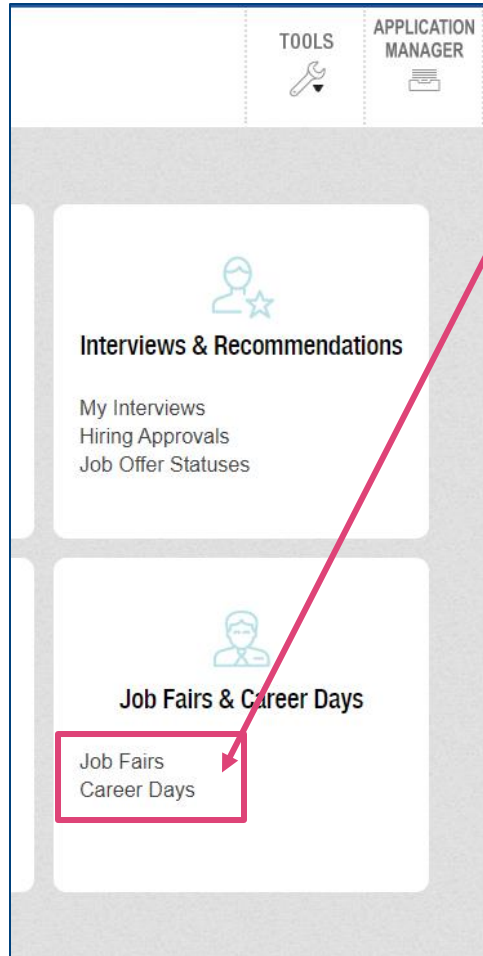 TOOLS
APPLICATION
MANAGER
Interviews & Recommendations
My Interviews
Hiring Approvals
Job Offer Statuses
Job Fairs & Career Days
Job Fairs
Career Days